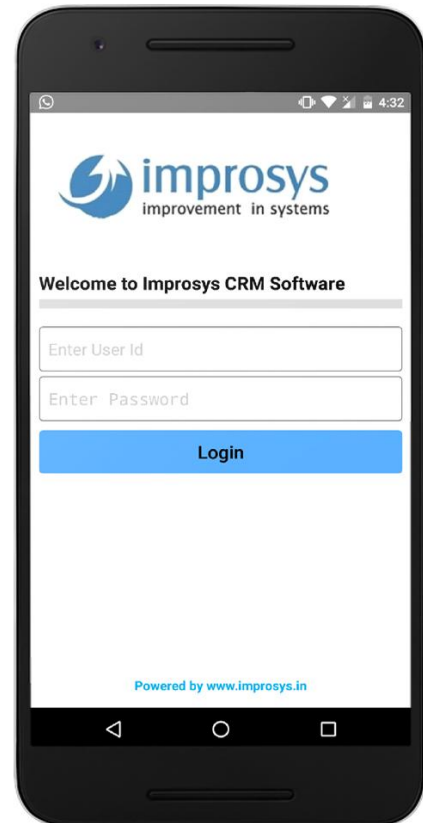 4:32
improsys
improvement in systems
Welcome to Improsys CRM Software
Enter User Id
Enter Password
Login
Powered by www.improsys.in